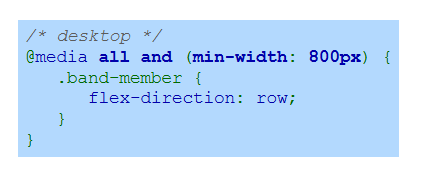 /* desktop */
@media all and (min-width: 800px) {
   .band-member {
      flex-direction: row;
   }
}